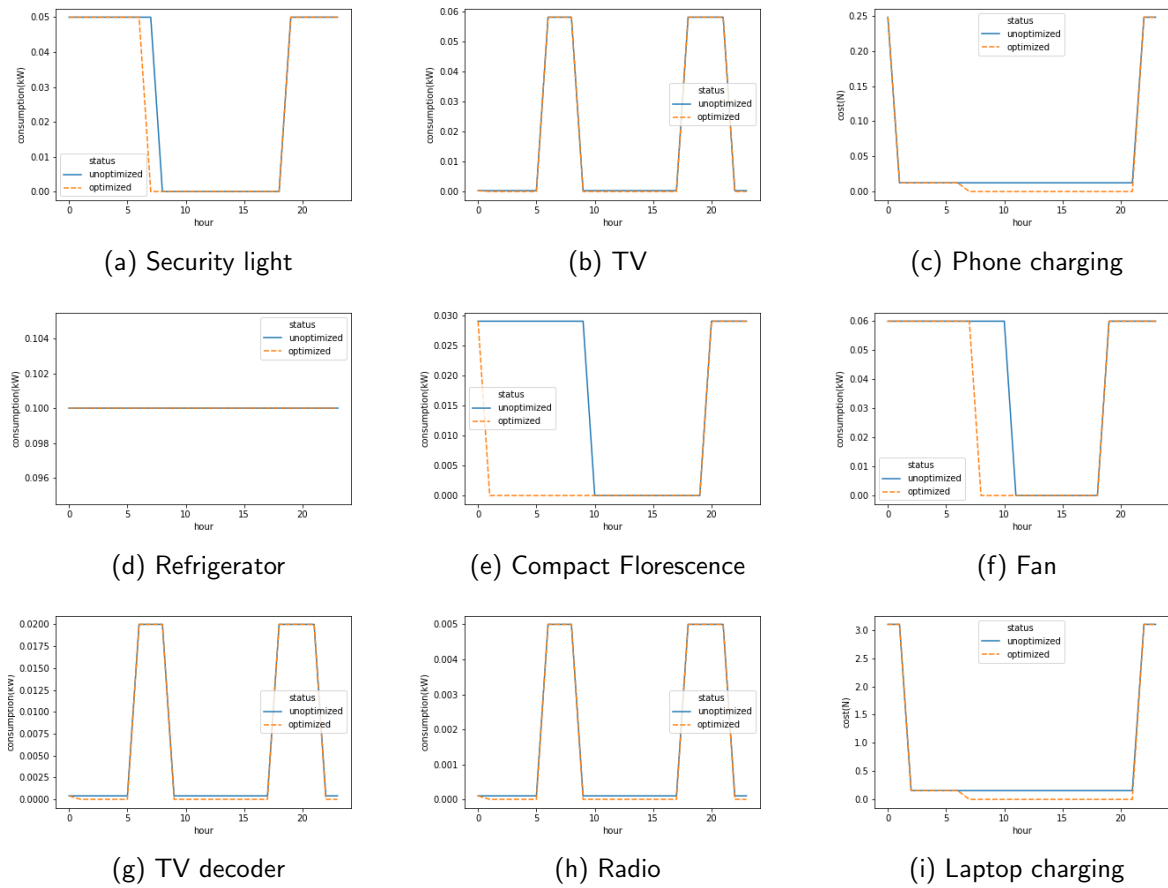 0.05
0.04
0.03
0.02
0.01
0.00
consumption(kW)
status
unoptimized
optimized
0 5 10 15 20
hour
(a) Security light
0.06
0.05
0.04
0.03
0.02
0.01
0.00
consumption(kW)
status
unoptimized
optimized
0 5 10 15 20
hour
(b) TV
0.25
0.20
0.15
0.10
0.05
0.00
cost(N)
status
unoptimized
optimized
0 5 10 15 20
hour
(c) Phone charging
0.104
0.102
0.100
0.098
0.096
consumption(kW)
status
unoptimized
optimized
0 5 10 15 20
hour
(d) Refrigerator
0.030
0.025
0.020
0.015
0.010
0.005
0.000
consumption(kW)
status
unoptimized
optimized
0 5 10 15 20
hour
(e) Compact Florescence
0.06
0.05
0.04
0.03
0.02
0.01
0.00
consumption(kW)
status
unoptimized
optimized
0 5 10 15 20
hour
(f) Fan
0.0200
0.0175
0.0150
0.0125
0.0100
0.0075
0.0050
0.0025
0.0000
consumption(kW)
status
unoptimized
optimized
0 5 10 15 20
hour
(g) TV decoder
0.005
0.004
0.003
0.002
0.001
0.000
consumption(kW)
status
unoptimized
optimized
0 5 10 15 20
hour
(h) Radio
3.0
2.5
2.0
1.5
1.0
0.5
0.0
cost(N)
status
unoptimized
optimized
0 5 10 15 20
hour
(i) Laptop charging